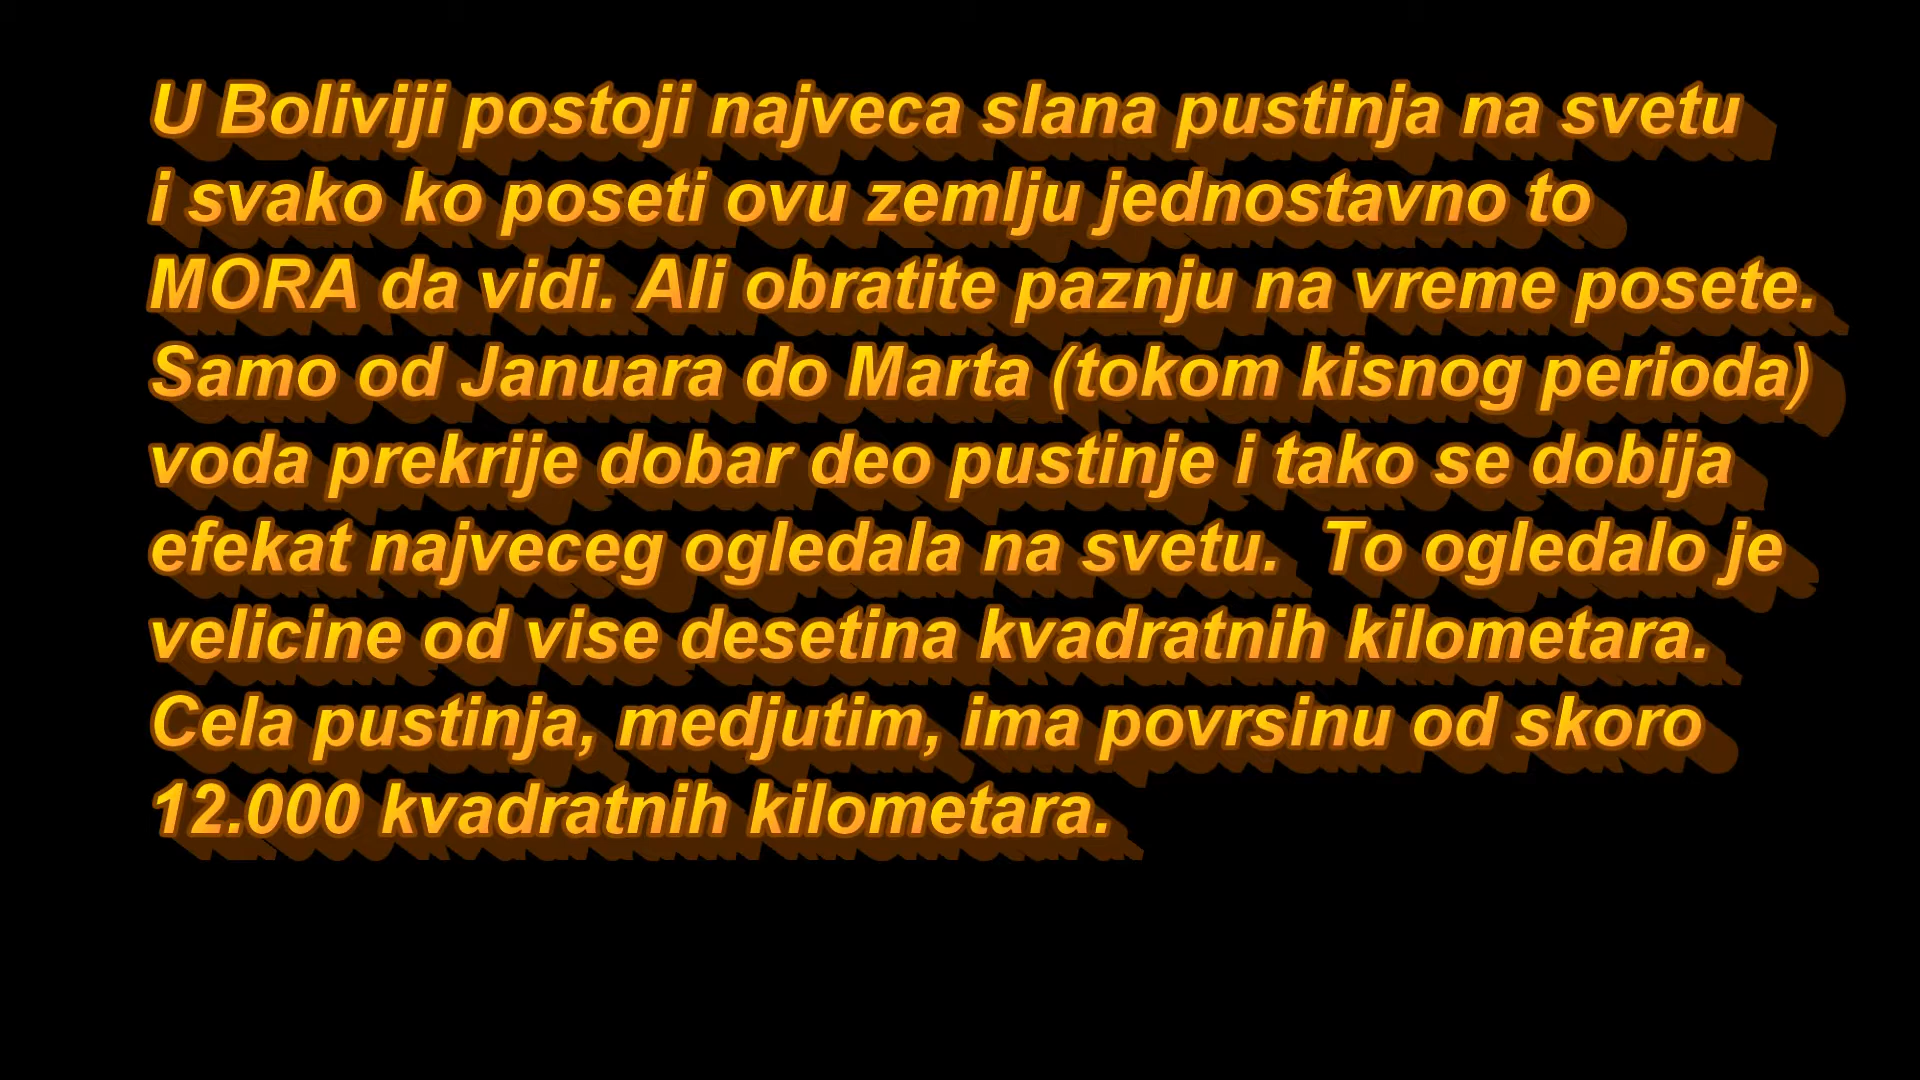 U Boliviji postoji najveca slana pustinja na svetu
i svako ko poseti ovu zemlju jednostavno to
MORA da vidi. Ali obratite paznju na vreme posete.
Samo od Januara do Marta (tokom kisnog perioda)
voda prekrije dobar deo pustinje i tako se dobija
efekat najveceg ogledala na svetu.  To ogledalo je
velicine od vise desetina kvadratnih kilometara.
Cela pustinja, medjutim, ima povrsinu od skoro
12.000 kvadratnih kilometara.